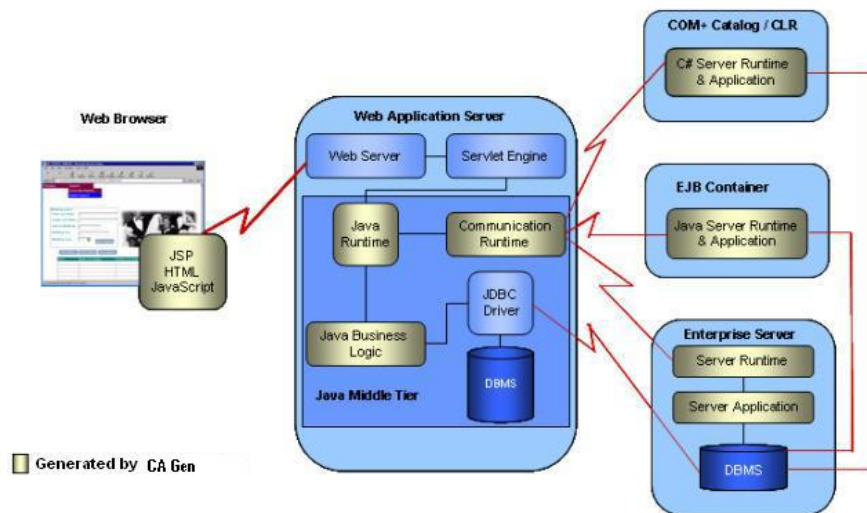 COM+ Catalog / CLR
C# Server Runtime
& Application
Web Browser
Web Application Server
Web Server
Servlet Engine
EJB Container
Java
Runtime
Communication
Runtime
Java Server Runtime
& Application
JSP
HTML
JavaScript
JDBC
Driver
Java Business
Logic
Enterprise Server
Server Runtime
DBMS
Java Middle Tier
Server Application
Generated by CA Gen
DBMS